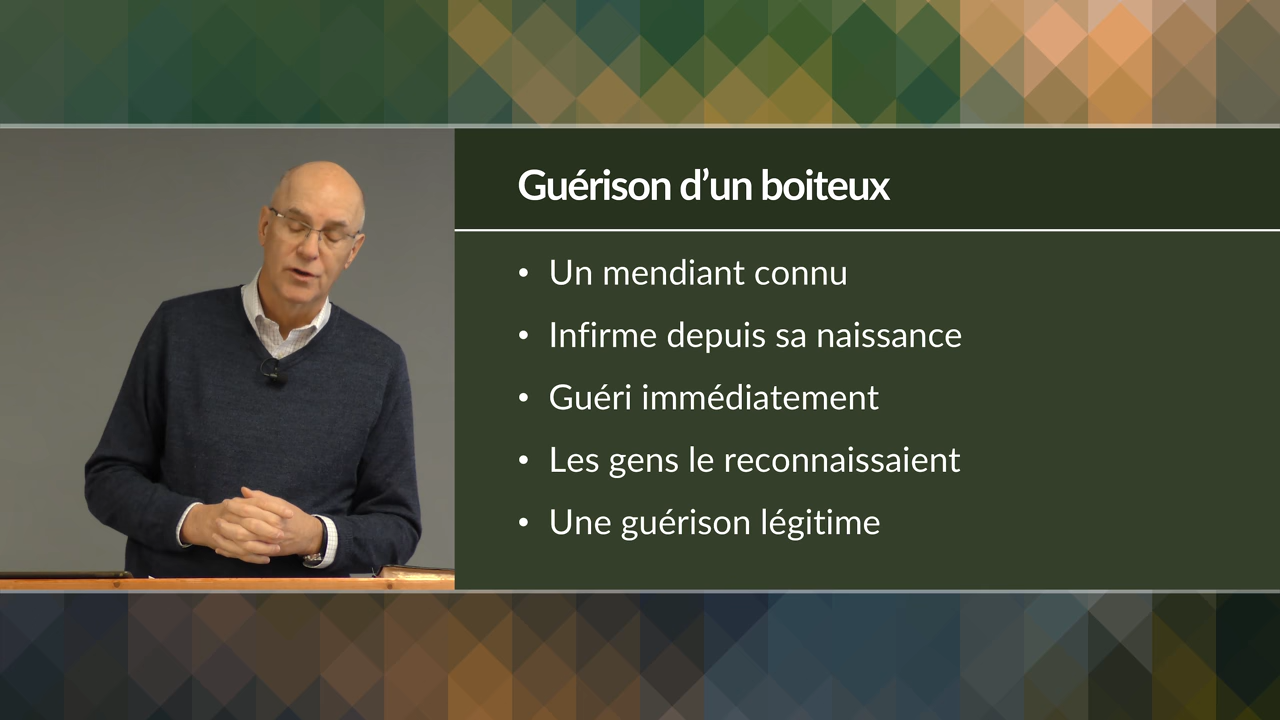 Guérison d’un boiteux
• Un mendiant connu
• Infirme depuis sa naissance
• Guéri immédiatement
• Les gens le reconnaissaient
• Une guérison légitime